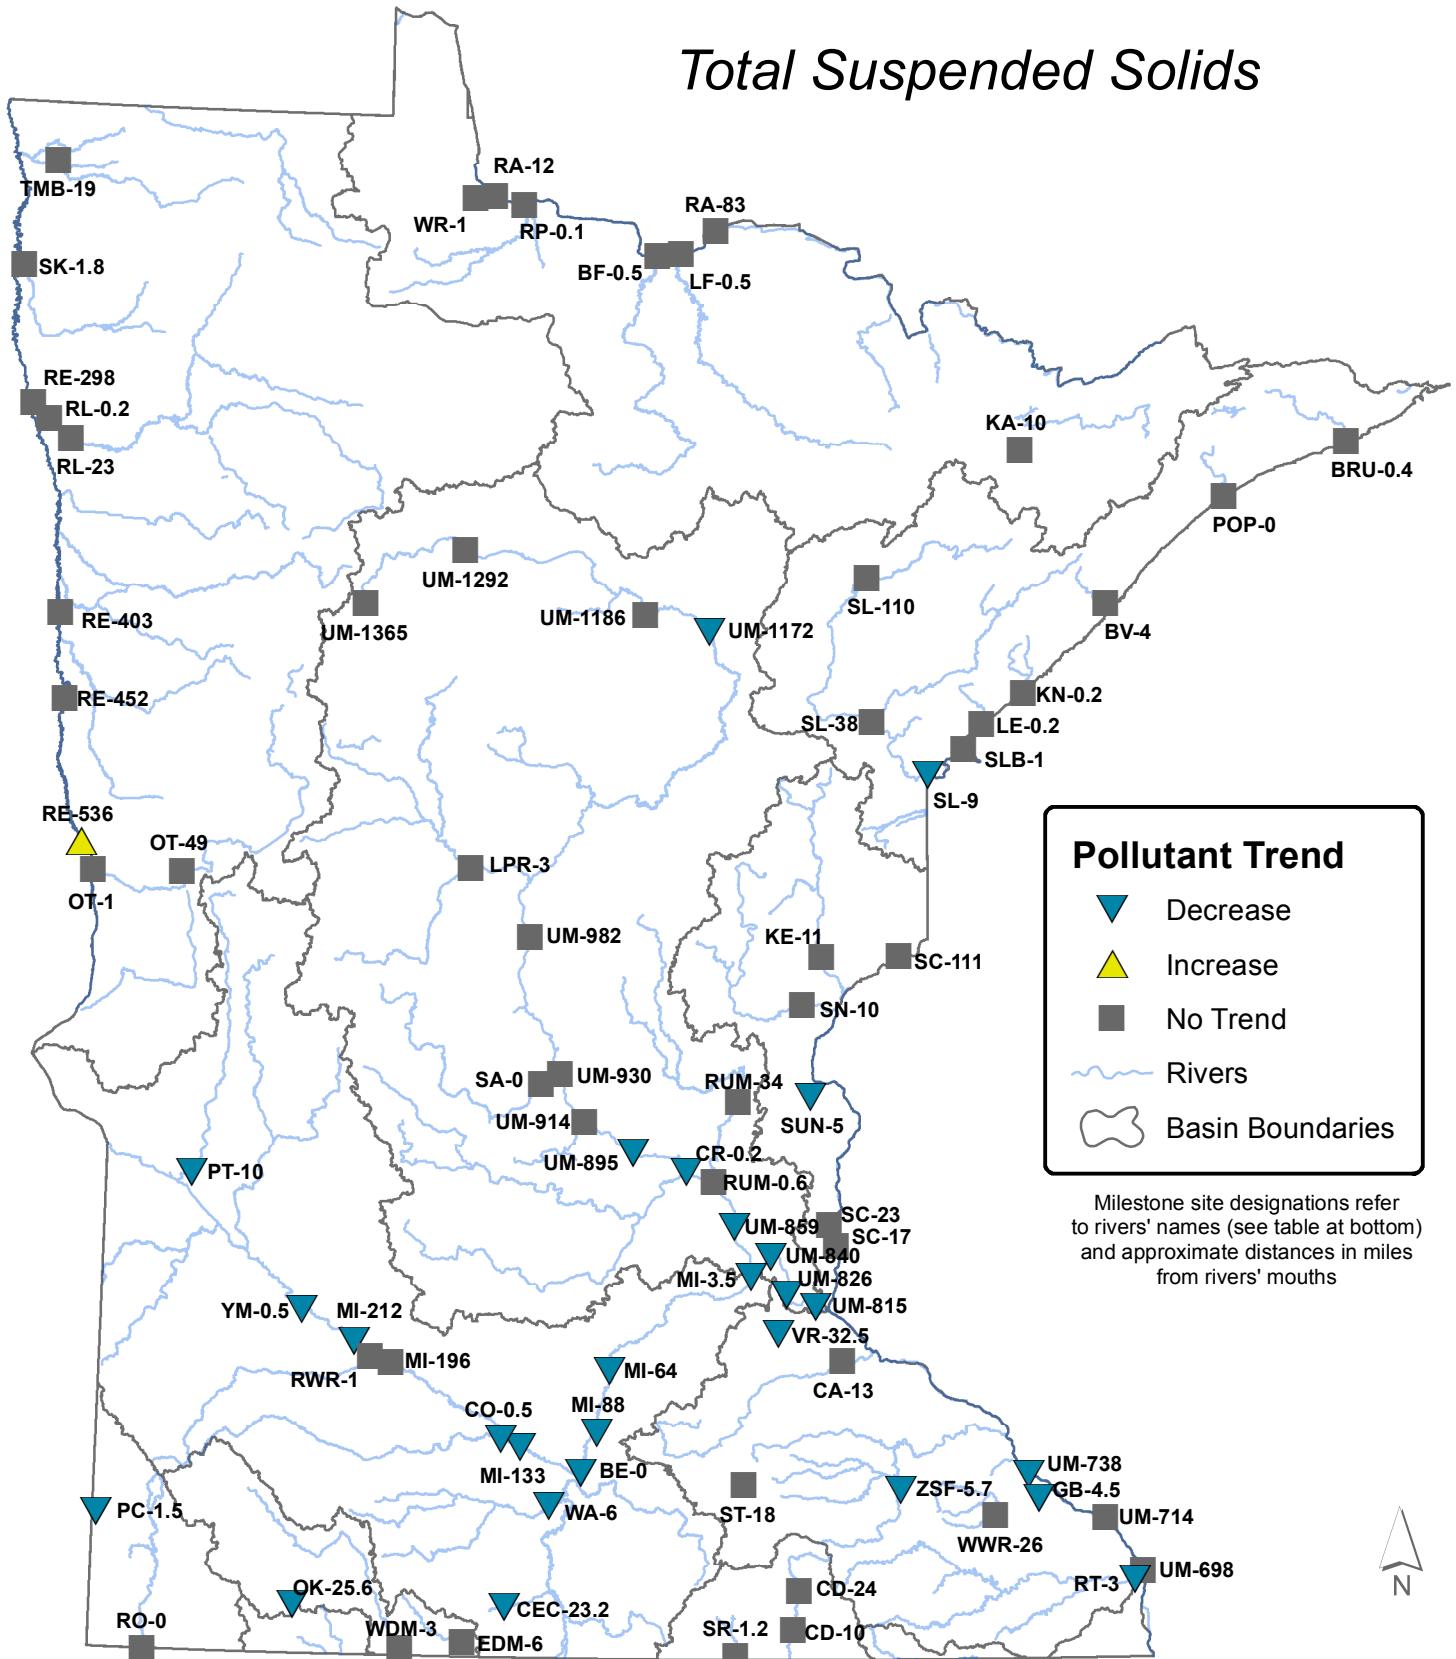 Total Suspended Solids
RA-12
TMB-19
WR-1
RP-0.1
RA-83
SK-1.8
BF-0.5
LF-0.5
RE-298
RL-0.2
RL-23
KA-10
BRU-0.4
POP-0
UM-1292
UM-1365
UM-1186
UM-1172
SL-110
BV-4
RE-403
RE-452
KN-0.2
SL-38
LE-0.2
SLB-1
SL-9
RE-536
OT-49
OT-1
LPR-3
UM-982
KE-11
SC-111
SN-10
Pollutant Trend
Decrease
Increase
No Trend
Rivers
Basin Boundaries
Milestone site designations refer
to rivers' names (see table at bottom)
and approximate distances in miles
from rivers' mouths
SA-0
UM-930
RUM-34
UM-914
SUN-5
UM-895
CR-0.2
PT-10
RUM-0.6
SC-23
UM-859
SC-17
UM-840
MI-3.5
UM-826
YM-0.5
MI-212
UM-815
VR-32.5
RWR-1
MI-196
MI-64
CA-13
CO-0.5
MI-88
MI-133
BE-0
UM-738
ZSF-5.7
GB-4.5
PC-1.5
WA-6
ST-18
WWR-26
UM-714
UM-698
RT-3
OK-25.6
CD-24
CEC-23.2
RO-0
WDM-3
EDM-6
SR-1.2
CD-10
N